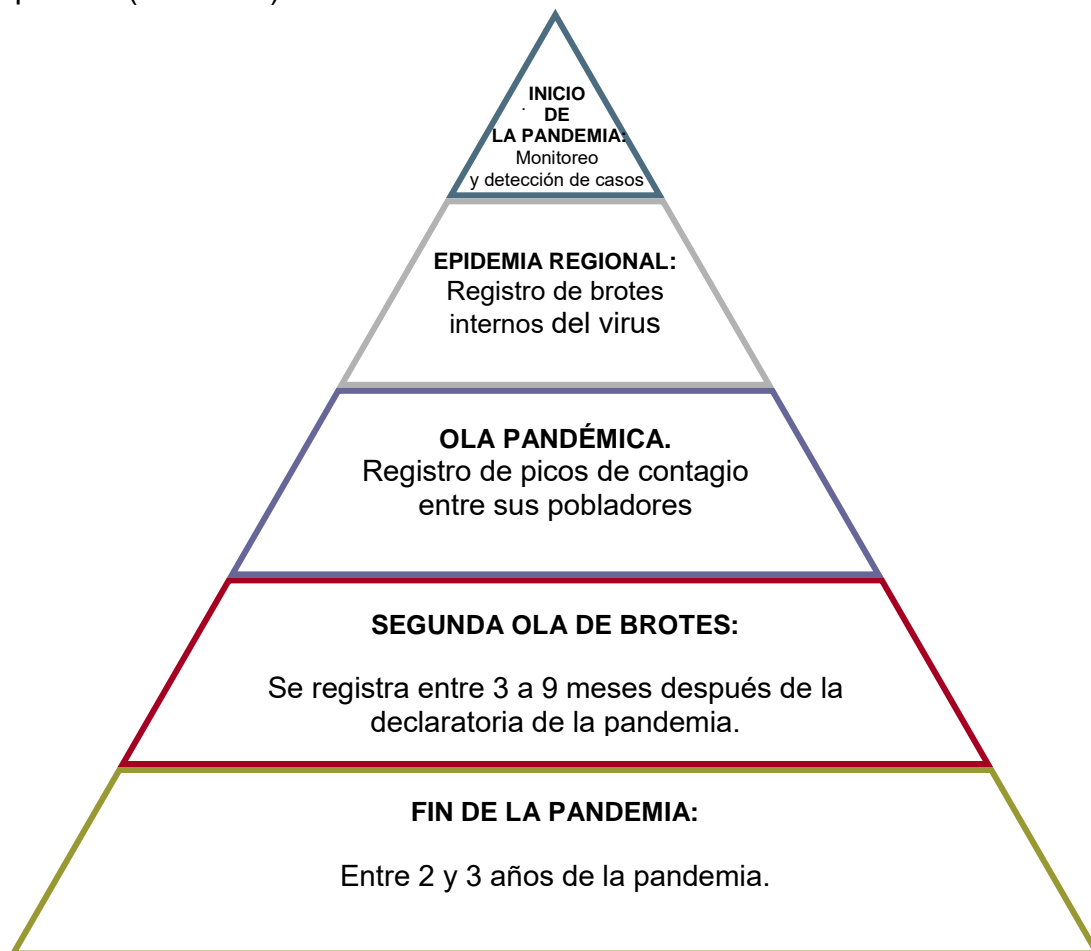 INICIO
DE
LA PANDEMIA:
Monitoreo
y detección de casos
EPIDEMIA REGIONAL:
Registro de brotes
internos del virus
OLA PANDÉMICA.
Registro de picos de contagio
entre sus pobladores
SEGUNDA OLA DE BROTES:
Se registra entre 3 a 9 meses después de la
declaratoria de la pandemia.
FIN DE LA PANDEMIA:
Entre 2 y 3 años de la pandemia.